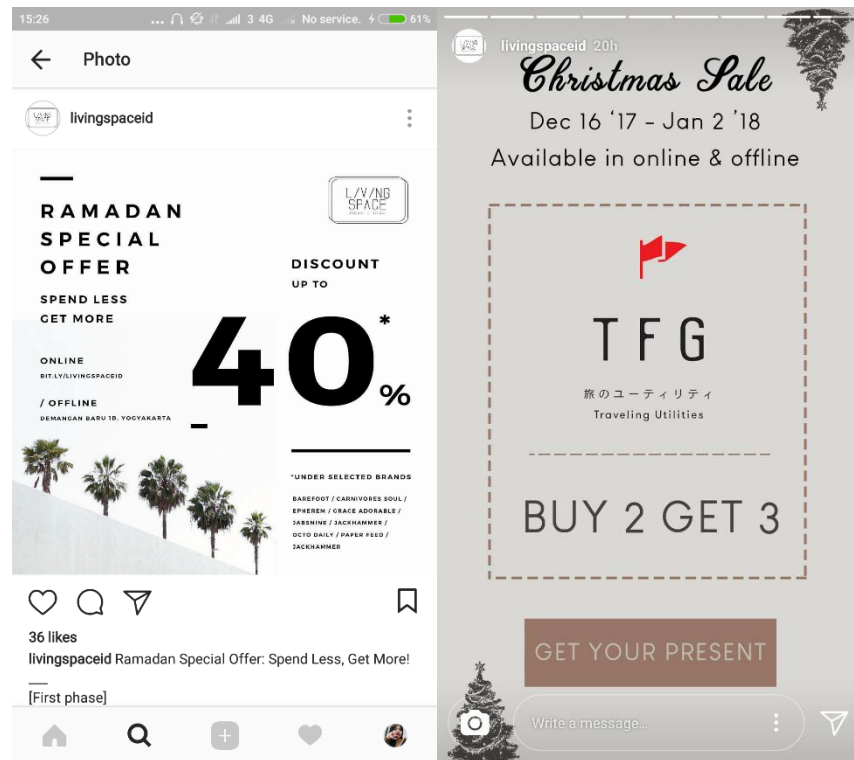 15:26 ... 3 4G No service. 61%
Photo
livingspaceid
L/V/NG
SPACE
RAMADAN
SPECIAL
OFFER
SPEND LESS
GET MORE
DISCOUNT
UP TO
40*%
ONLINE
BIT.LY/LIVINGSPACEID
/ OFFLINE
DEMANGAN BARU 1B, YOGYAKARTA
*UNDER SELECTED BRANDS
BAREFOOT / CARNIVORES SOUL /
EPHEREM / GRACE ADORABLE /
JABSNINE / JACKHAMMER /
OCTO DAILY / PAPER FEED /
JACKHAMMER
36 likes
livingspaceid Ramadan Special Offer: Spend Less, Get More!
[First phase]
livingspaceid 20h
Christmas Sale
Dec 16 '17 - Jan 2 '18
Available in online & offline
TFG
旅のユーティリティ
Traveling Utilities
BUY 2 GET 3
GET YOUR PRESENT
Write a message...